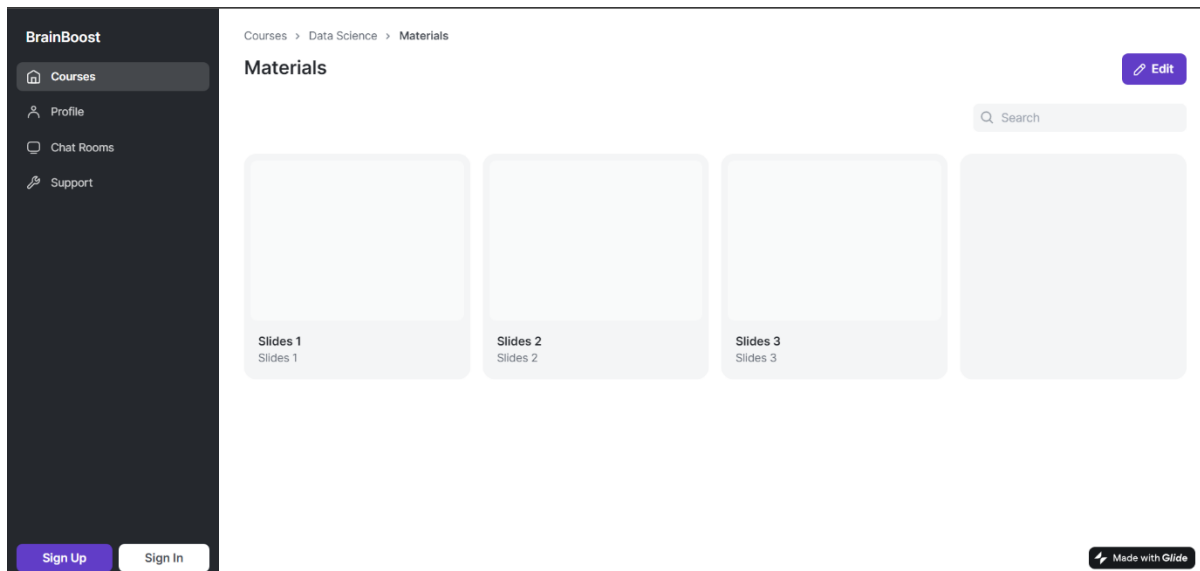 BrainBoost
Courses
Profile
Chat Rooms
Support
Sign Up
Sign In
Courses > Data Science > Materials
Materials
Edit
Search
Slides 1
Slides 1
Slides 2
Slides 2
Slides 3
Slides 3
Made with Glide